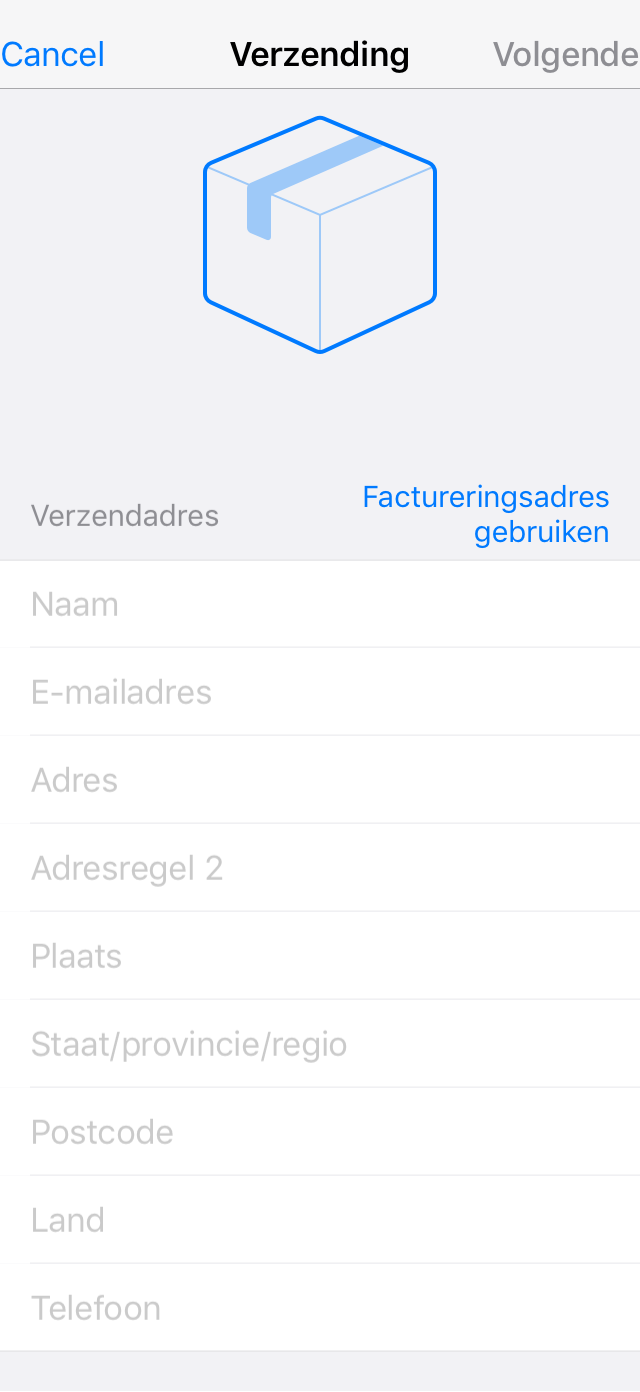 Cancel Verzending Volgende
Verzendadres
Factureringsadres
gebruiken
Naam
E-mailadres
Adres
Adresregel 2
Plaats
Staat/provincie/regio
Postcode
Land
Telefoon